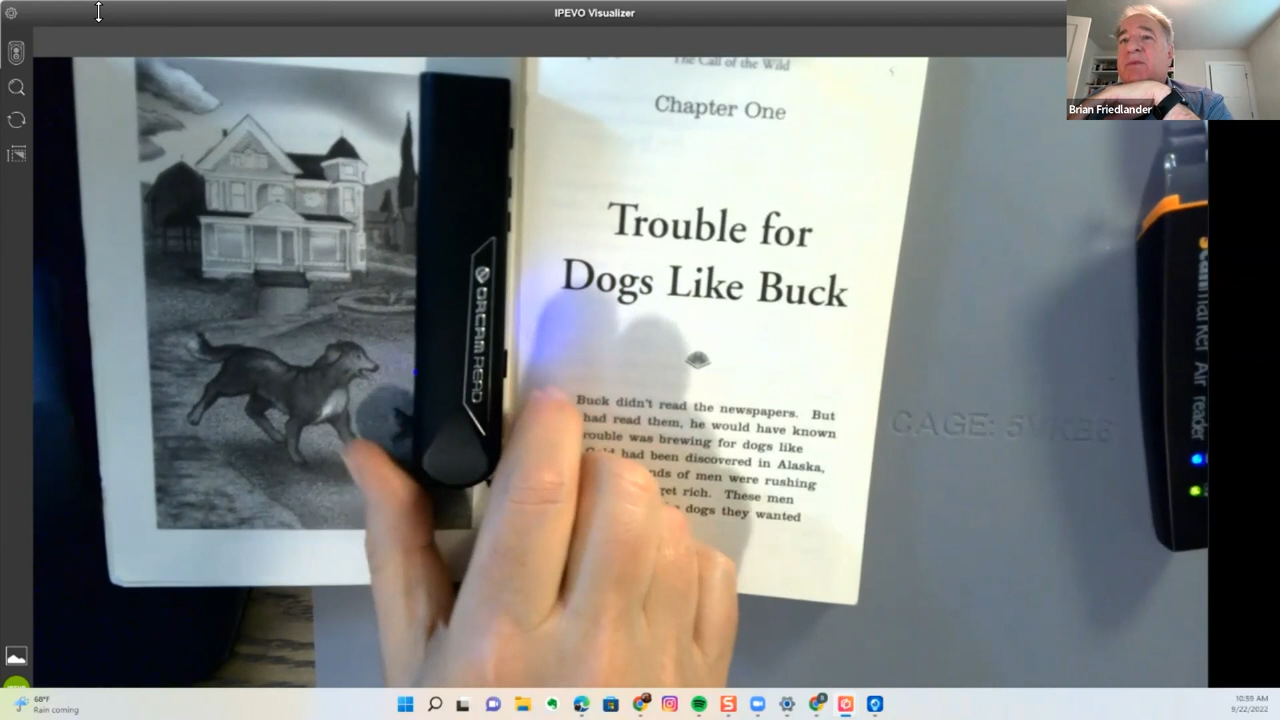 IPEVO Visualizer
Brian Friedlander
The Call of the Wild
Chapter One
Trouble for
Dogs Like Buck
Buck didn't read the newspapers. But
had read them, he would have known
rouble was brewing for dogs like
had been discovered in Alaska,
nds of men were rushing
get rich. These men
dogs they wanted
ORCAM READ
CAGE: 5VKB6
Air reader
68°F
Rain coming
10:59 AM
9/22/2022